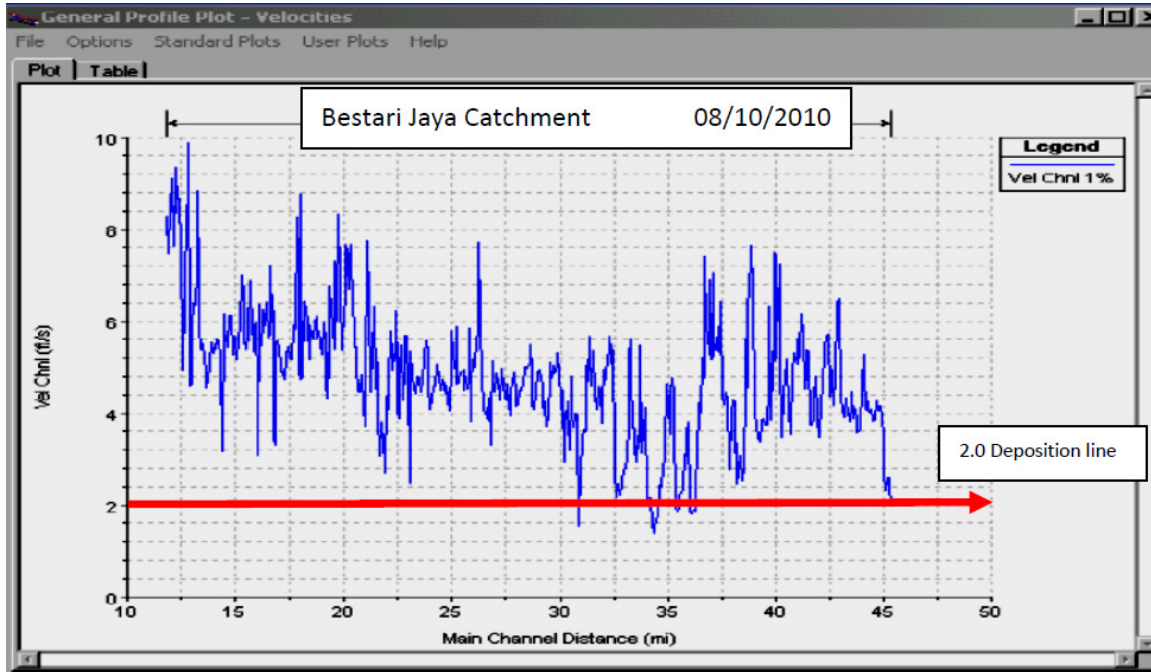 General Profile Plot - Velocities
File Options Standard Plots User Plots Help
Plot Table
Bestari Jaya Catchment 08/10/2010
Legend
Vel Chnl 1%
10
8
6
4
2
0
Vel Chnl (ft/s)
2.0 Deposition line
10 15 20 25 30 35 40 45 50
Main Channel Distance (mi)